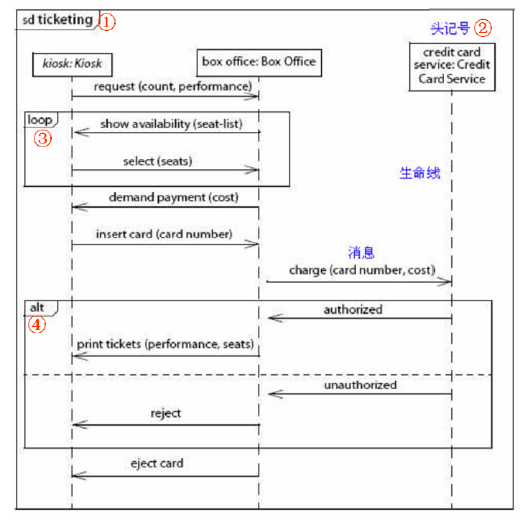 sd ticketing ①
头记号 ②
kiosk: Kiosk
box office: Box Office
credit card
service: Credit
Card Service
request (count, performance)
loop
③
show availability (seat-list)
select (seats)
生命线
demand payment (cost)
insert card (card number)
消息
charge (card number, cost)
alt
④
authorized
print tickets (performance, seats)
unauthorized
reject
eject card